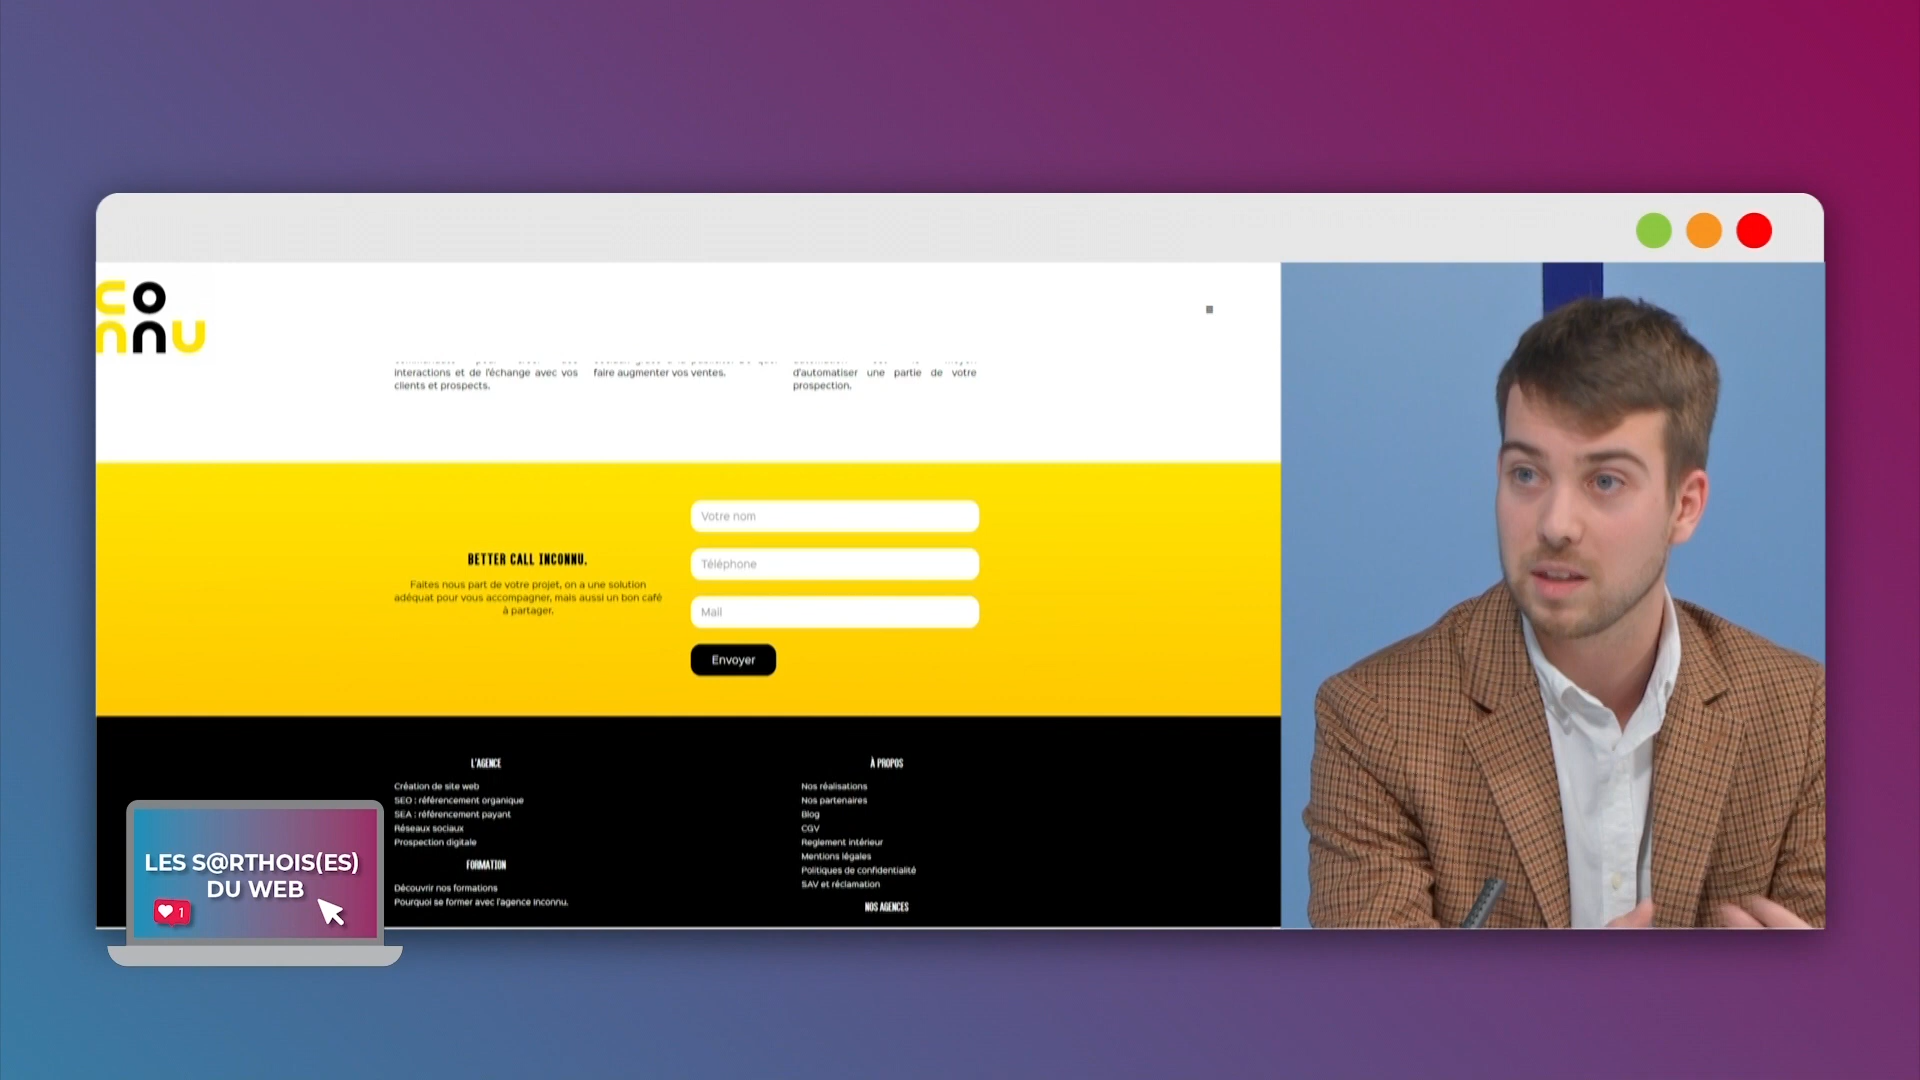 co
nnu
interactions et de l'échange avec vos
clients et prospects.
faire augmenter vos ventes.
d'automatiser une partie de votre
prospection.
BETTER CALL INCONNU.
Faites nous part de votre projet, on a une solution
adéquat pour vous accompagner, mais aussi un bon café
à partager.
Votre nom
Téléphone
Mail
Envoyer
L'AGENCE
Création de site web
SEO : référencement organique
SEA : référencement payant
Réseaux sociaux
Prospection digitale
FORMATION
Découvrir nos formations
Pourquoi se former avec l'agence Inconnu.
À PROPOS
Nos réalisations
Nos partenaires
Blog
CGV
Reglement intérieur
Mentions légales
Politiques de confidentialité
SAV et réclamation
NOS AGENCES
LES S@RTHOIS(ES)
DU WEB
1